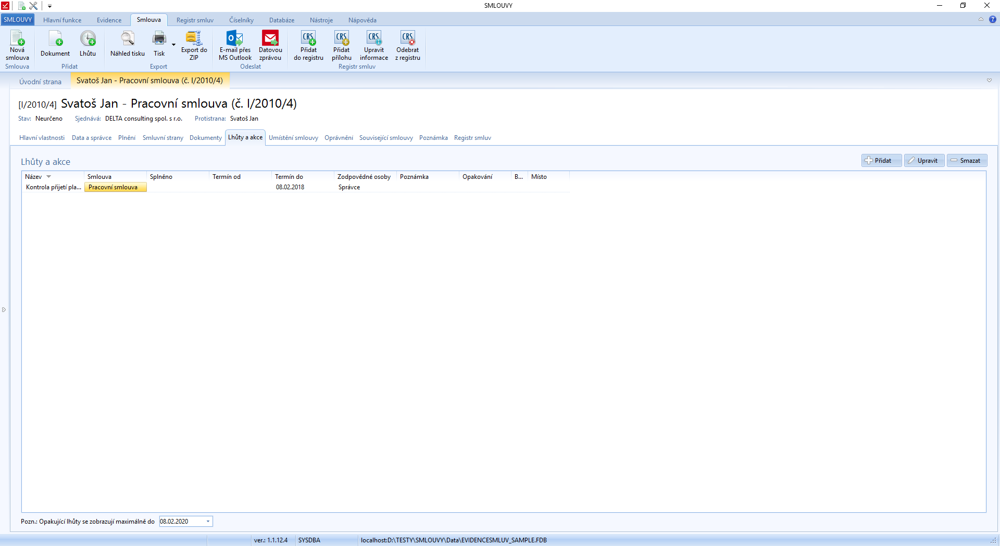 SMLOUVY
SMLOUVY Hlavní funkce Evidence Smlouva Registr smluv Číselníky Databáze Nástroje Nápověda
Nová smlouva
Dokument
Lhůtu
Náhled tisku
Tisk
Export do ZIP
E-mail přes MS Outlook
Datovou zprávou
CRS Přidat do registru
CRS Přidat přílohu
CRS Upravit informace
CRS Odebrat z registru
Smlouva Přidat Export Odeslat Registr smluv
Úvodní strana Svatoš Jan - Pracovní smlouva (č. I/2010/4)
[I/2010/4] Svatoš Jan - Pracovní smlouva (č. I/2010/4)
Stav: Neurčeno Sjednává: DELTA consulting spol. s r.o. Protistrana: Svatoš Jan
Hlavní vlastnosti Data a správce Plnění Smluvní strany Dokumenty Lhůty a akce Umístění smlouvy Oprávnění Související smlouvy Poznámka Registr smluv
Lhůty a akce Přidat Upravit Smazat
Název Smlouva Splněno Termín od Termín do Zodpovědné osoby Poznámka Opakování B... Místo
Kontrola přijetí pla... Pracovní smlouva 08.02.2018 Správce
Pozn.: Opakující lhůty se zobrazují maximálně do 08.02.2020
ver.: 1.1.12.4 SYSDBA localhost:D:\TESTY\SMLOUVY\Data\EVIDENCESMLUV_SAMPLE.FDB